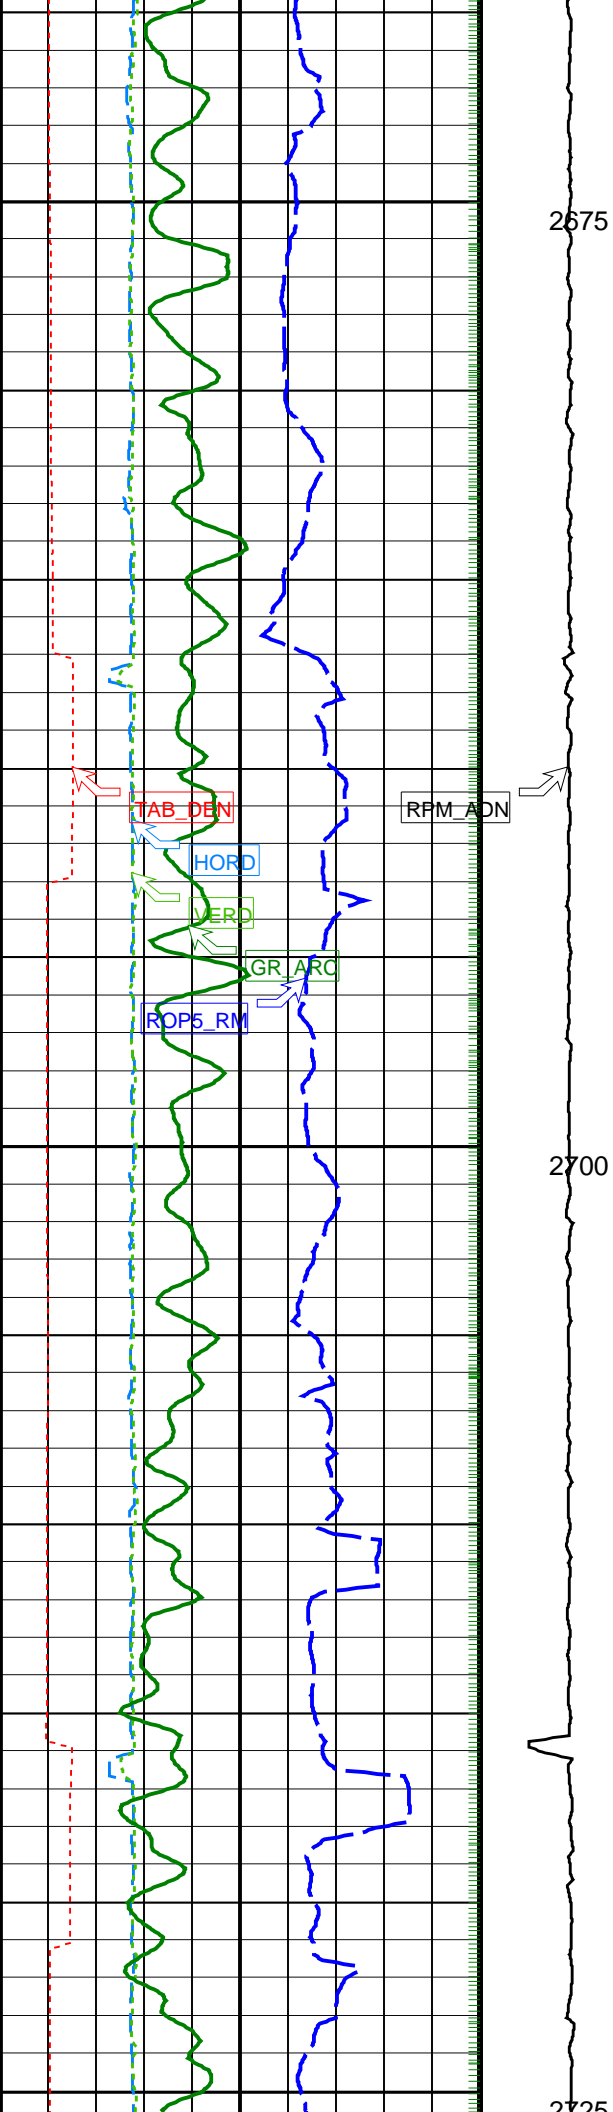 2675
TAB_DEN
RPM_ADN
HORD
VERD
GR_ARC
ROP5_RM
2700
2725